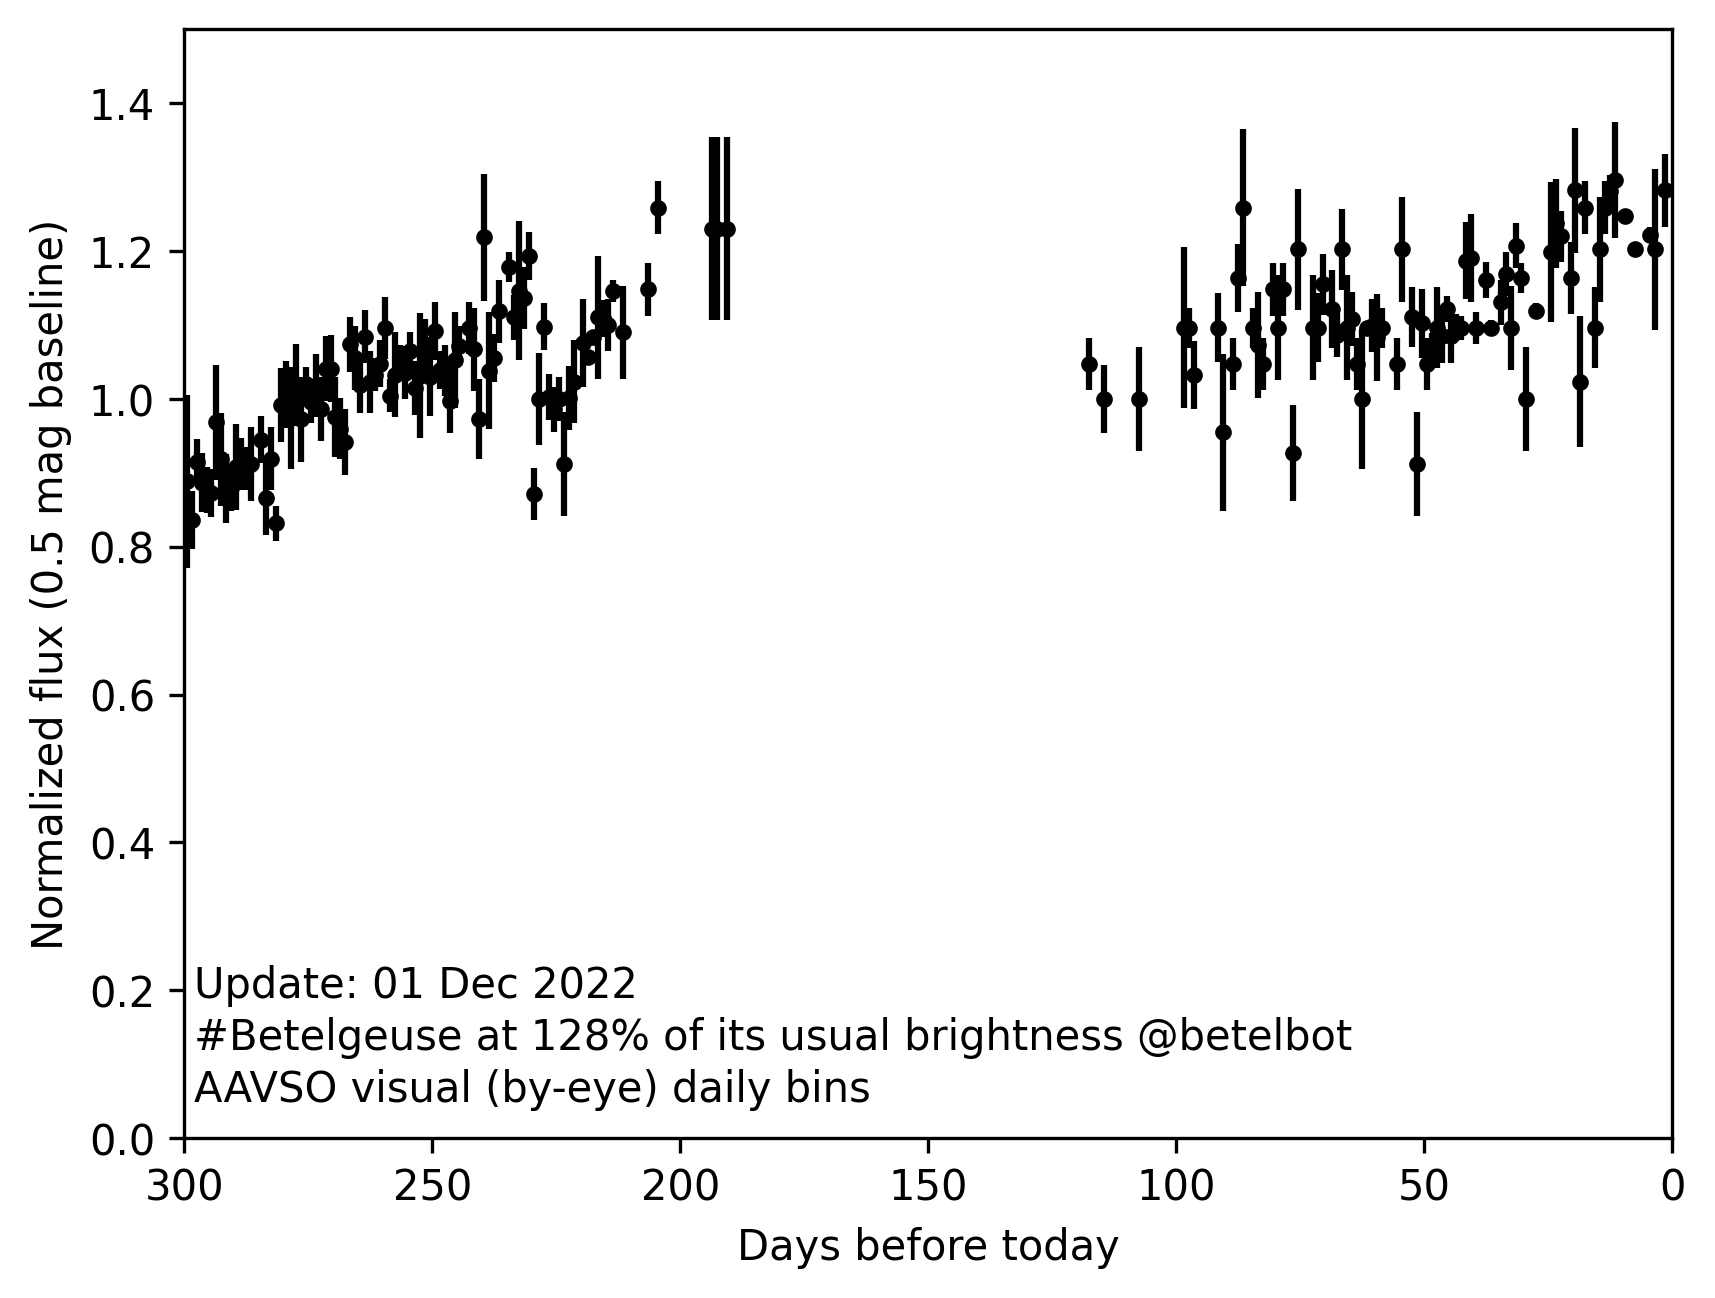 1.4
1.2
1.0
0.8
0.6
0.4
0.2
0.0
Normalized flux (0.5 mag baseline)
Update: 01 Dec 2022
#Betelgeuse at 128% of its usual brightness @betelbot
AAVSO visual (by-eye) daily bins
300 250 200 150 100 50 0
Days before today